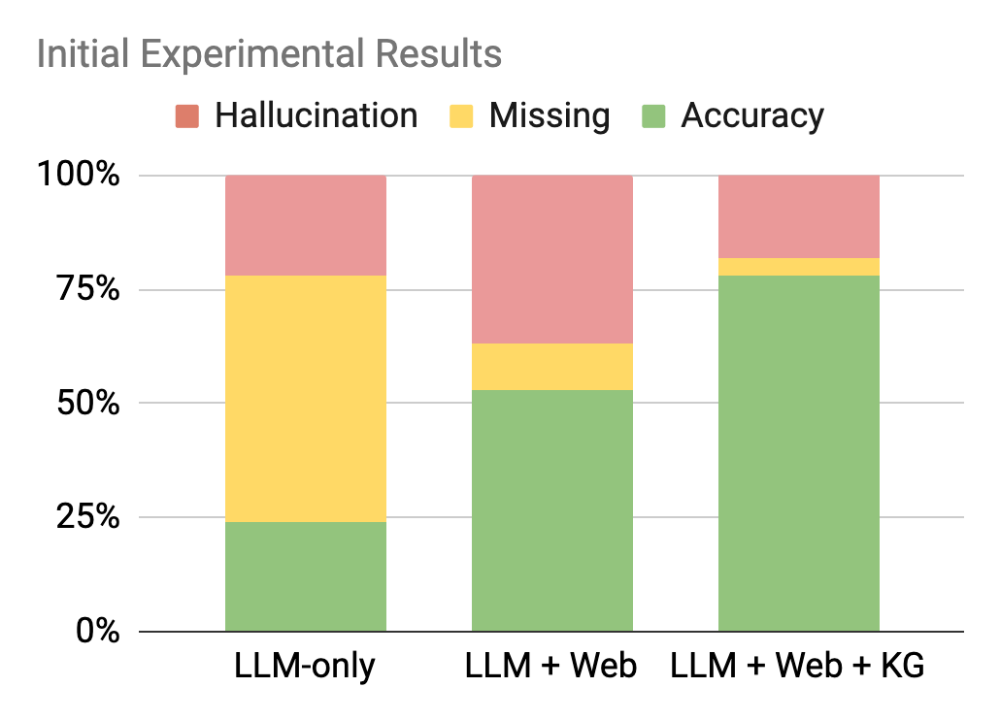 Initial Experimental Results
Hallucination Missing Accuracy
100%
75%
50%
25%
0%
LLM-only LLM + Web LLM + Web + KG